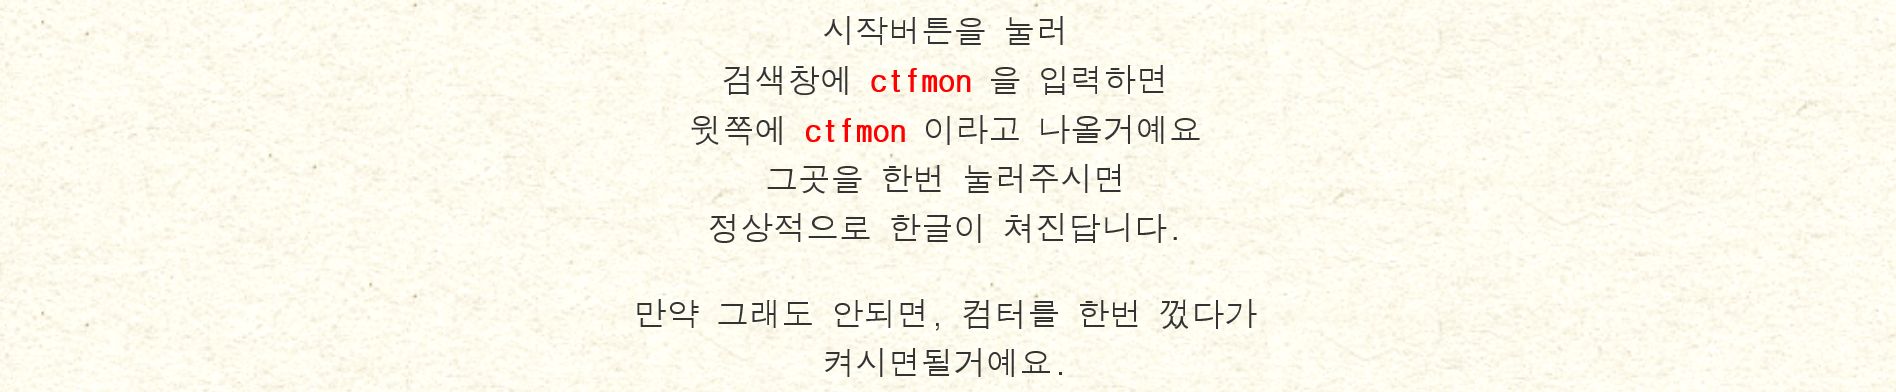 시작버튼을 눌러
검색창에 ctfmon 을 입력하면
윗쪽에 ctfmon 이라고 나올거예요
그곳을 한번 눌러주시면
정상적으로 한글이 쳐진답니다.
만약 그래도 안되면, 컴터를 한번 껐다가
켜시면될거예요.